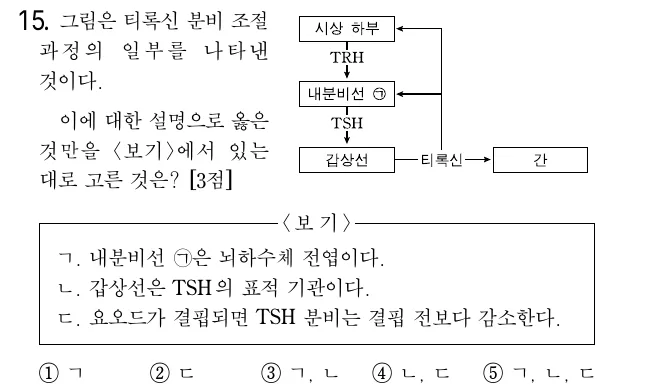 15. 그림은 티록신 분비 조절
과정의 일부를 나타낸
것이다.
이에 대한 설명으로 옳은
것만을 〈보기〉에서 있는
대로 고른 것은? [3점]
시상 하부
TRH
내분비선 ㉠
TSH
갑상선
티록신
간
〈보 기〉
ㄱ. 내분비선 ㉠은 뇌하수체 전엽이다.
ㄴ. 갑상선은 TSH의 표적 기관이다.
ㄷ. 요오드가 결핍되면 TSH 분비는 결핍 전보다 감소한다.
① ㄱ ② ㄷ ③ ㄱ, ㄴ ④ ㄴ, ㄷ ⑤ ㄱ, ㄴ, ㄷ